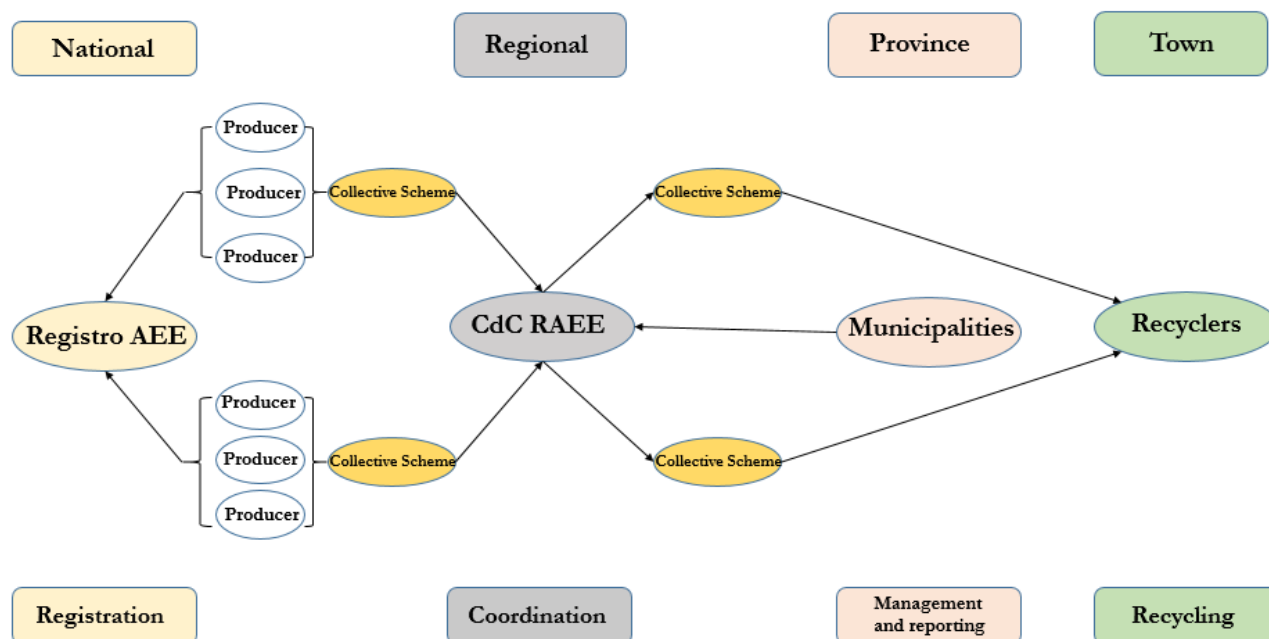 National
Regional
Province
Town
Producer
Producer
Collective Scheme
Collective Scheme
Producer
Registro AEE
CdC RAEE
Municipalities
Recyclers
Producer
Producer
Collective Scheme
Collective Scheme
Producer
Registration
Coordination
Management
and reporting
Recycling